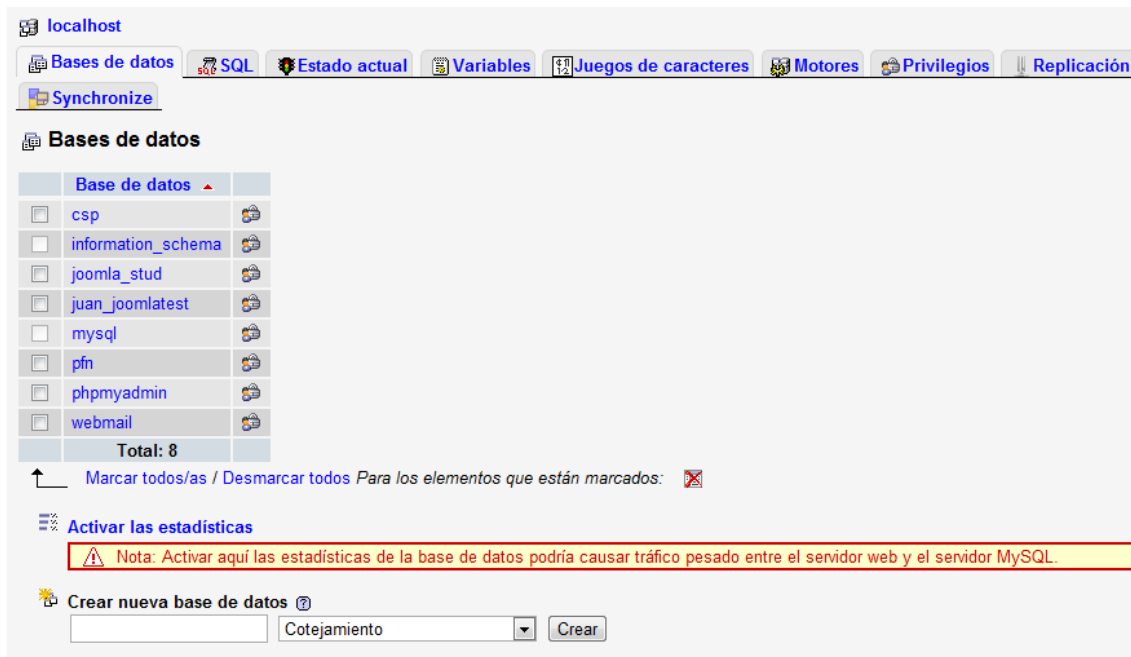 localhost
Bases de datos SQL Estado actual Variables Juegos de caracteres Motores Privilegios Replicación
Synchronize
Bases de datos
Base de datos
csp
information_schema
joomla_stud
juan_joomlatest
mysql
pfn
phpmyadmin
webmail
Total: 8
Marcar todos/as / Desmarcar todos Para los elementos que están marcados:
Activar las estadísticas
Nota: Activar aquí las estadísticas de la base de datos podría causar tráfico pesado entre el servidor web y el servidor MySQL.
Crear nueva base de datos
Cotejamiento Crear